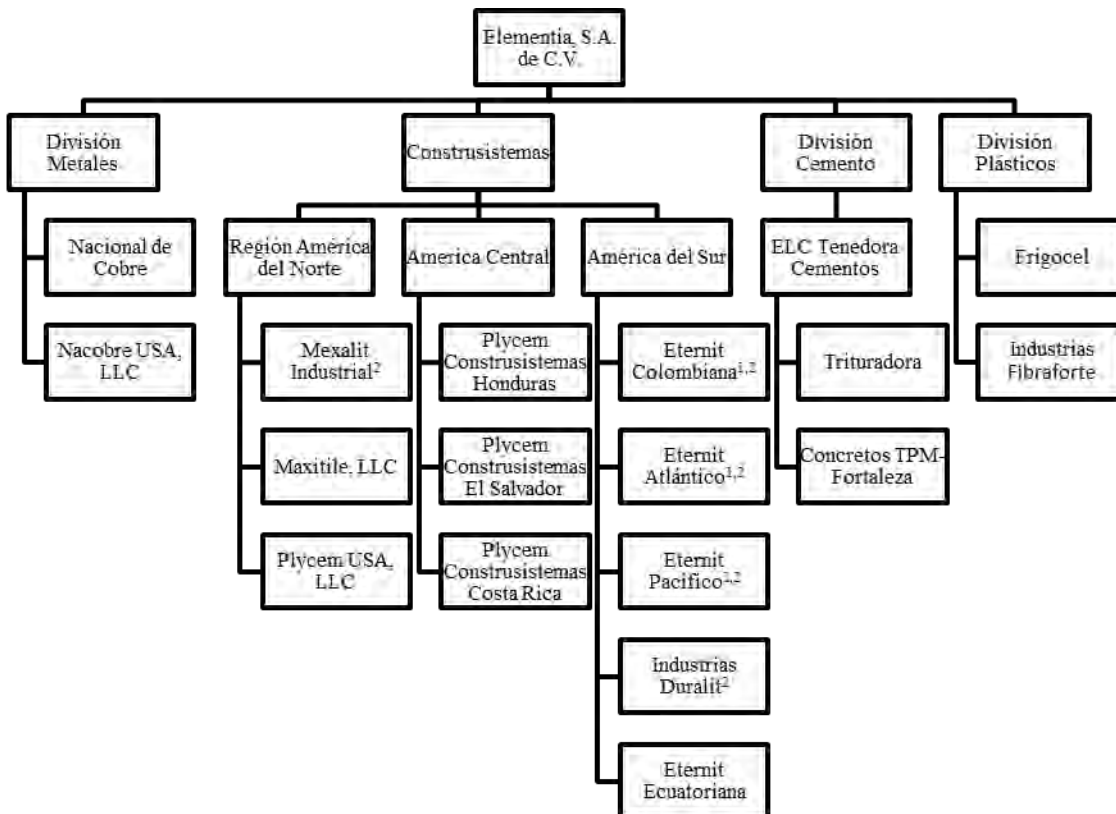 Elementia, S.A.
de C.V.
División
Metales
Construsistemas
División
Cemento
División
Plásticos
Nacional de
Cobre
Región América
del Norte
America Central
América del Sur
ELC Tenedora
Cementos
Frigocel
Nacobre USA,
LLC
Mexalit
Industrial²
Plycem
Construsistemas
Honduras
Eternit
Colombiana¹,²
Trituradora
Industrias
Fibraforte
Maxitile, LLC
Plycem
Construsistemas
El Salvador
Eternit
Atlántico¹,²
Concretos TPM-
Fortaleza
Plycem USA,
LLC
Plycem
Construsistemas
Costa Rica
Eternit
Pacifico¹,²
Industrias
Duralit²
Eternit
Ecuatoriana